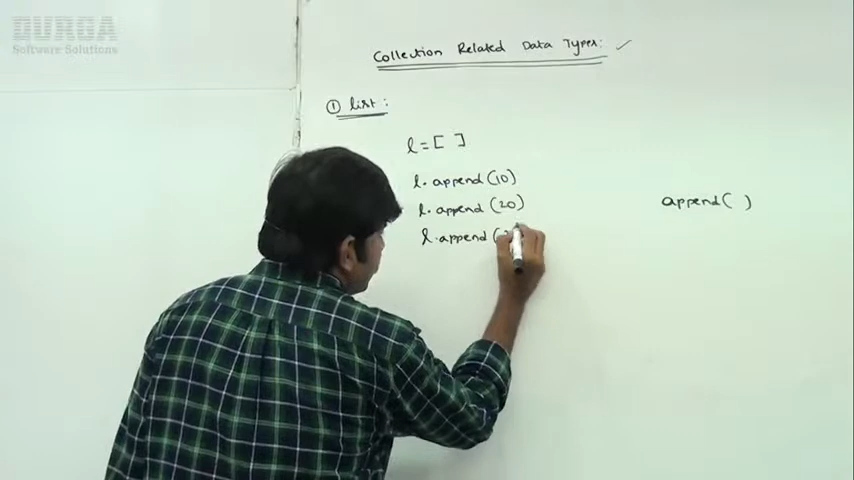 DURGA
Software Solutions
Collection Related Data Types:
① list:
l = [ ]
l.append(10)
l.append(20)
append( )
l.append(